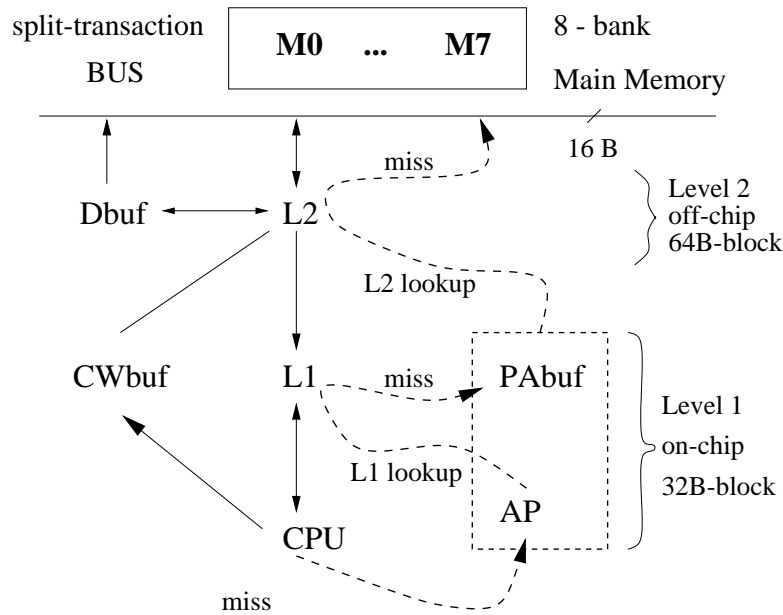 split-transaction
BUS
M0 ... M7
8 - bank
Main Memory
16 B
miss
Dbuf
L2
Level 2
off-chip
64B-block
L2 lookup
CWbuf
L1
miss
PAbuf
Level 1
on-chip
32B-block
L1 lookup
AP
CPU
miss